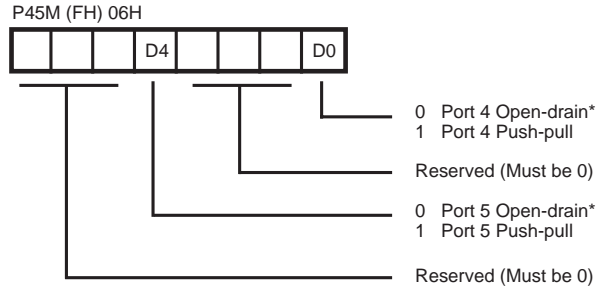 P45M (FH) 06H
D4 D0
0 Port 4 Open-drain*
1 Port 4 Push-pull
Reserved (Must be 0)
0 Port 5 Open-drain*
1 Port 5 Push-pull
Reserved (Must be 0)